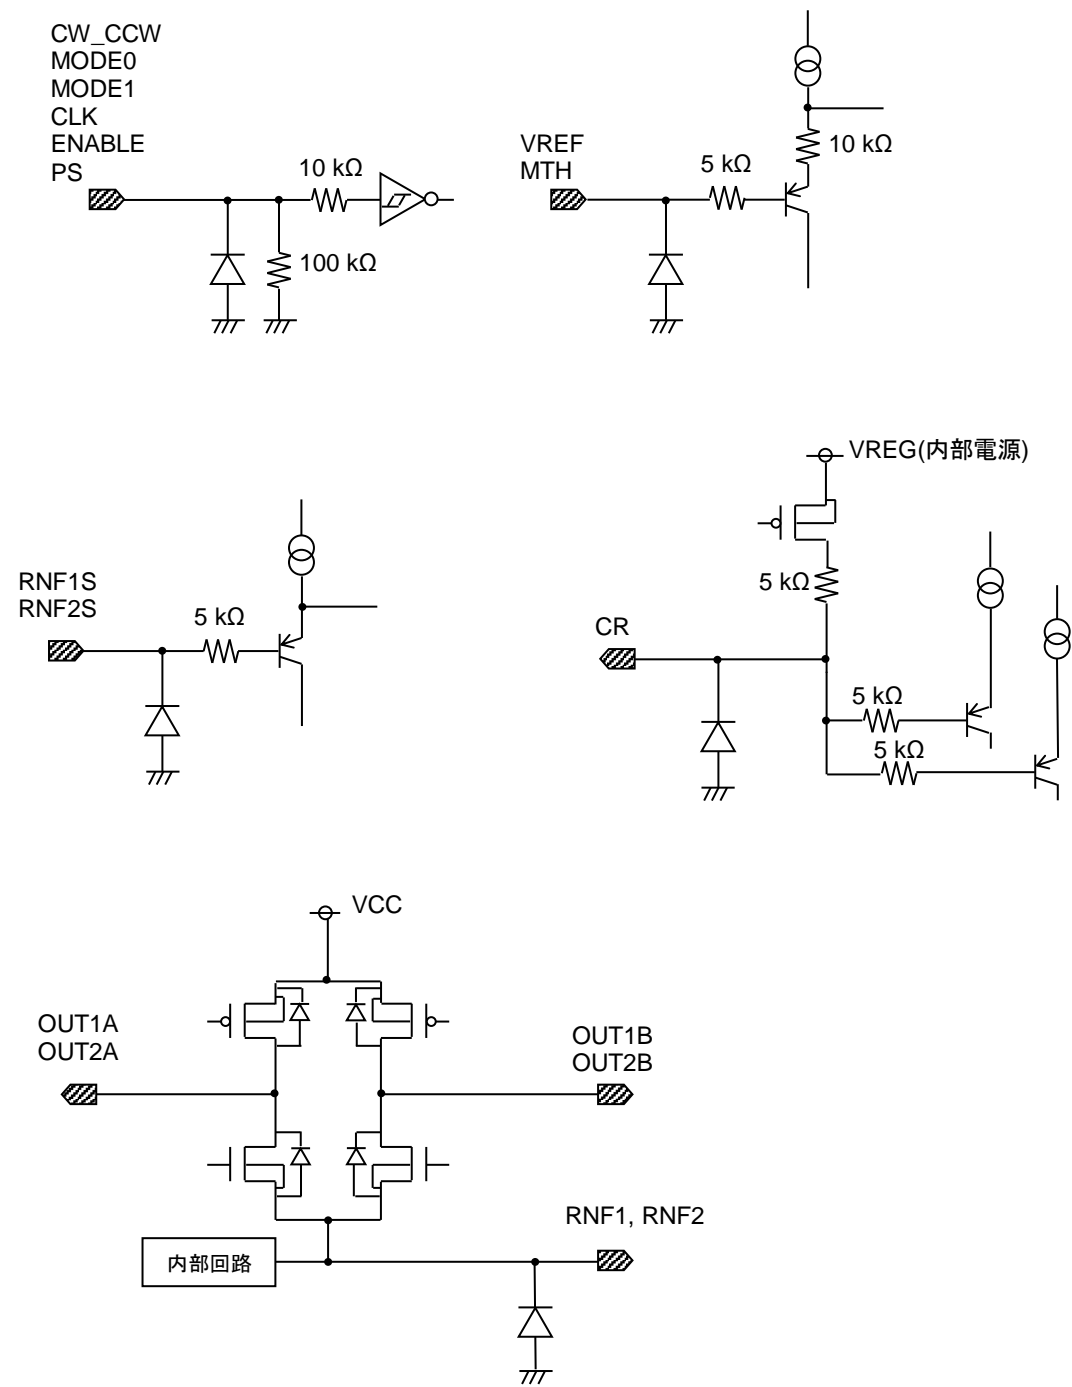 CW_CCW
MODE0
MODE1
CLK
ENABLE
PS
10 kΩ
100 kΩ
VREF
MTH
5 kΩ
10 kΩ
RNF1S
RNF2S
5 kΩ
VREG(内部電源)
5 kΩ
CR
5 kΩ
5 kΩ
VCC
OUT1A
OUT2A
OUT1B
OUT2B
RNF1, RNF2
内部回路